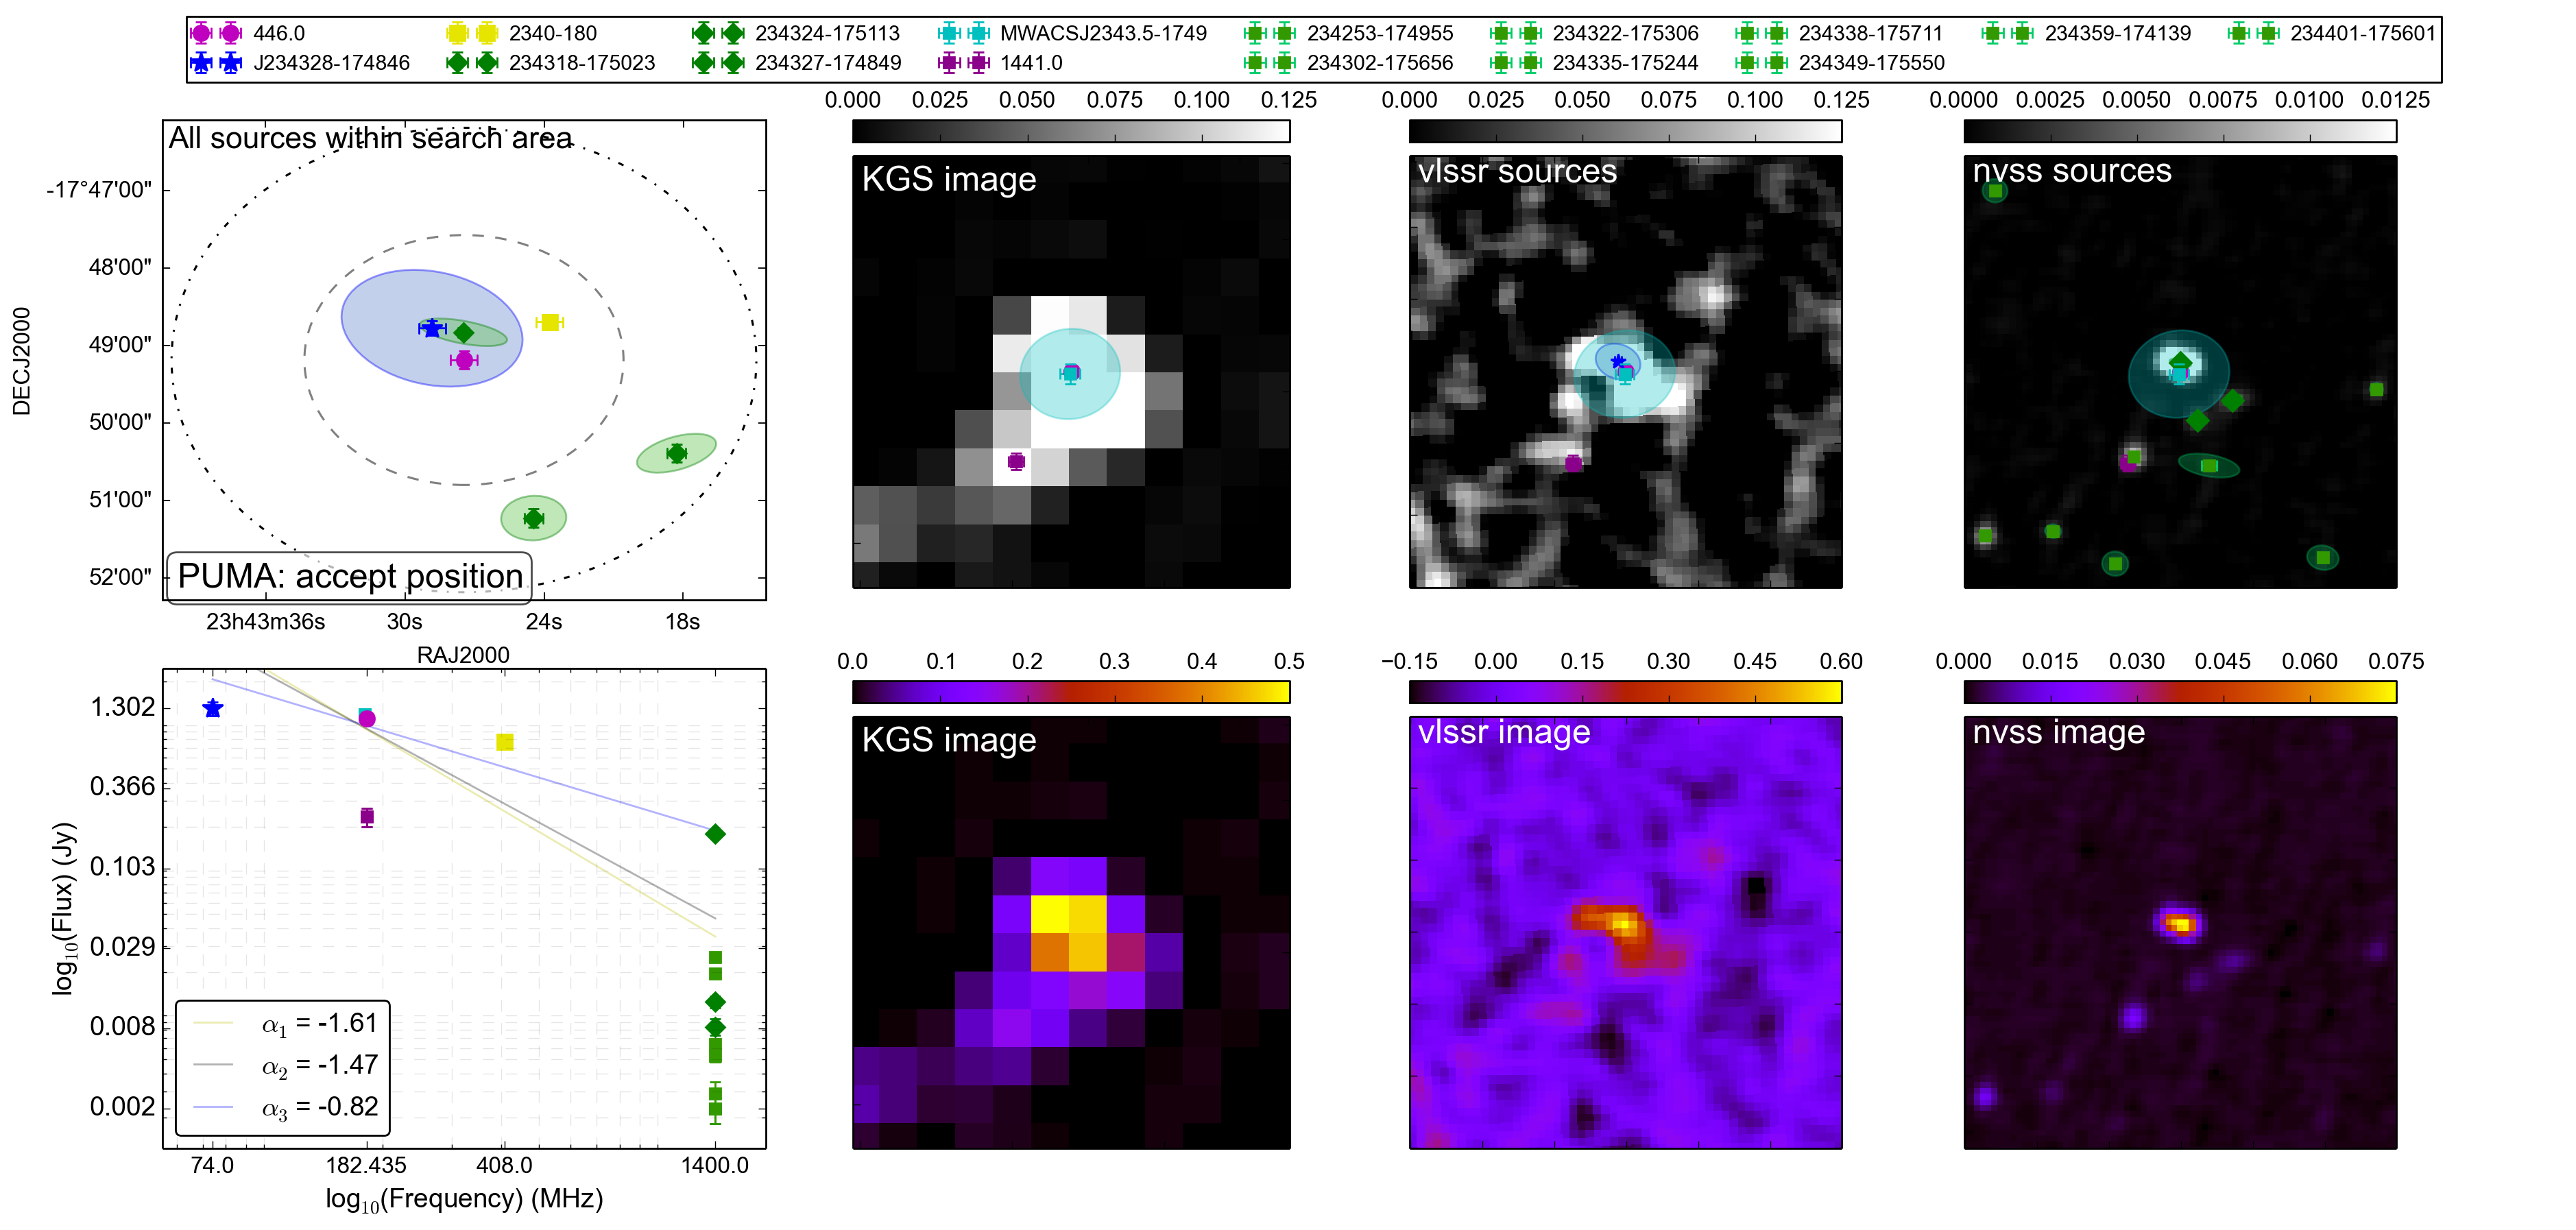 446.0 2340-180 234324-175113 MWACSJ2343.5-1749 234253-174955 234322-175306 234338-175711 234359-174139 234401-175601
J234328-174846 234318-175023 234327-174849 1441.0 234302-175656 234335-175244 234349-175550
0.000 0.025 0.050 0.075 0.100 0.125
0.000 0.025 0.050 0.075 0.100 0.125
0.0000 0.0025 0.0050 0.0075 0.0100 0.0125
All sources within search area
-17°47'00"
48'00"
49'00"
50'00"
51'00"
52'00"
DECJ2000
PUMA: accept position
23h43m36s 30s 24s 18s
RAJ2000
KGS image
vlssr sources
nvss sources
0.0 0.1 0.2 0.3 0.4 0.5
−0.15 0.00 0.15 0.30 0.45 0.60
0.000 0.015 0.030 0.045 0.060 0.075
1.302
0.366
0.103
0.029
0.008
0.002
log10(Flux) (Jy)
α1 = -1.61
α2 = -1.47
α3 = -0.82
74.0 182.435 408.0 1400.0
log10(Frequency) (MHz)
KGS image
vlssr image
nvss image